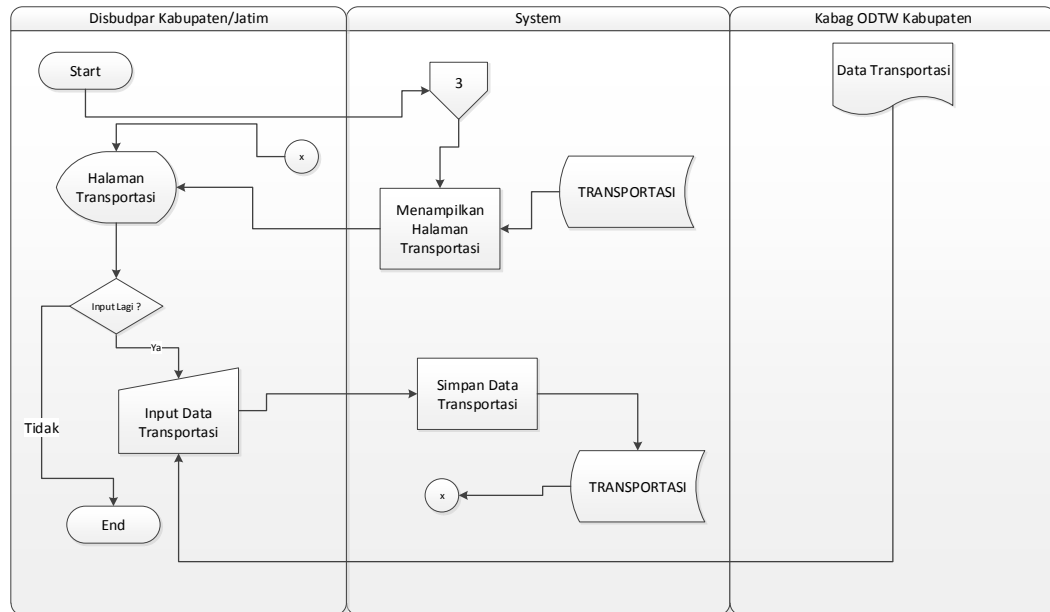 Disbudpar Kabupaten/Jatim
System
Kabag ODTW Kabupaten
Start
3
Data Transportasi
x
Halaman
Transportasi
Menampilkan
Halaman
Transportasi
TRANSPORTASI
Input Lagi ?
Ya
Tidak
Input Data
Transportasi
Simpan Data
Transportasi
TRANSPORTASI
x
End